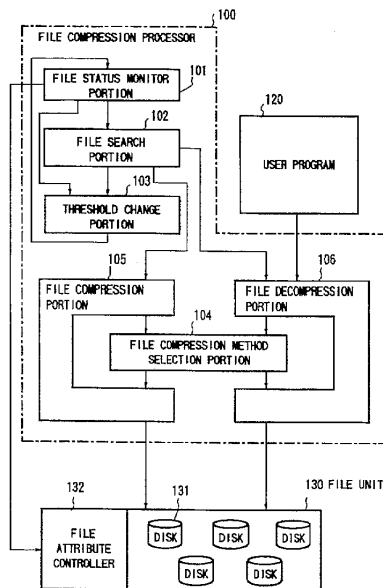 100
FILE COMPRESSION PROCESSOR
FILE STATUS MONITOR
PORTION
101
102
FILE SEARCH
PORTION
103
THRESHOLD CHANGE
PORTION
120
USER PROGRAM
105
FILE COMPRESSION
PORTION
106
FILE DECOMPRESSION
PORTION
104
FILE COMPRESSION METHOD
SELECTION PORTION
132
FILE
ATTRIBUTE
CONTROLLER
131
130 FILE UNIT
DISK
DISK
DISK
DISK
DISK